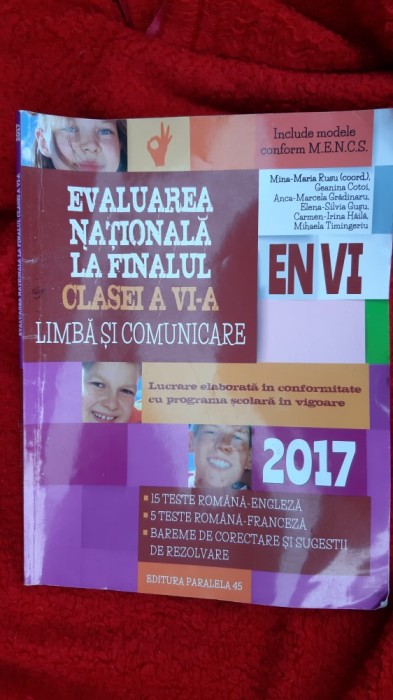 2017 EVALUAREA NAȚIONALĂ LA FINALUL CLASEI A VI-A
Include modele
conform M.E.N.C.S.
Mina-Maria Rusu (coord.),
Geanina Cotoi,
Anca-Marcela Grădinaru,
Elena-Silvia Gușu,
Carmen-Irina Haită,
Mihaela Timingeriu
EVALUAREA
NAȚIONALĂ
LA FINALUL
CLASEI A VI-A
EN VI
LIMBĂ ȘI COMUNICARE
Lucrare elaborată în conformitate
cu programa școlară în vigoare
2017
15 TESTE ROMÂNĂ-ENGLEZĂ
5 TESTE ROMÂNĂ-FRANCEZĂ
BAREME DE CORECTARE ȘI SUGESTII
DE REZOLVARE
EDITURA PARALELA 45